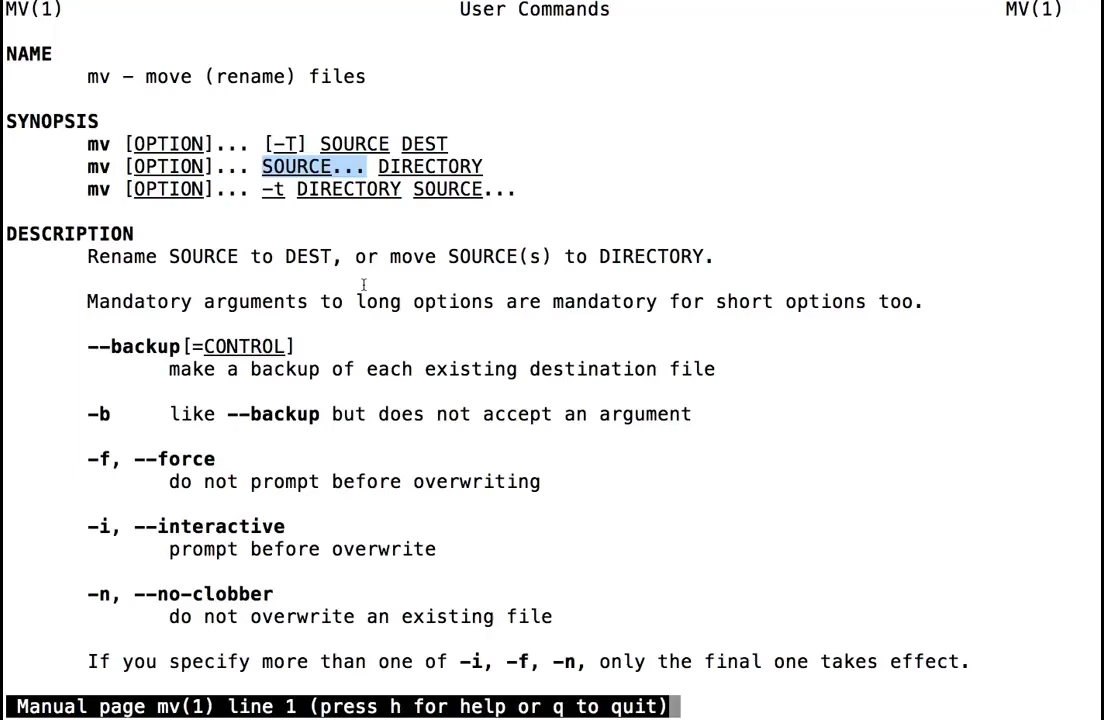 MV(1) User Commands MV(1)
NAME
mv – move (rename) files
SYNOPSIS
mv [OPTION]... [–T] SOURCE DEST
mv [OPTION]... SOURCE... DIRECTORY
mv [OPTION]... –t DIRECTORY SOURCE...
DESCRIPTION
Rename SOURCE to DEST, or move SOURCE(s) to DIRECTORY.
Mandatory arguments to long options are mandatory for short options too.
––backup[=CONTROL]
make a backup of each existing destination file
–b like ––backup but does not accept an argument
–f, ––force
do not prompt before overwriting
–i, ––interactive
prompt before overwrite
–n, ––no–clobber
do not overwrite an existing file
If you specify more than one of –i, –f, –n, only the final one takes effect.
Manual page mv(1) line 1 (press h for help or q to quit)